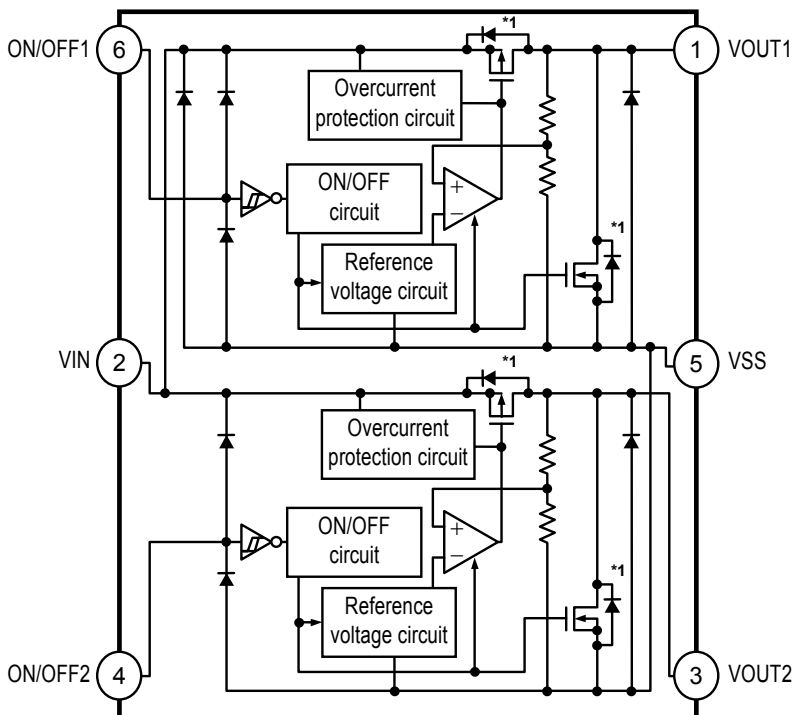 ON/OFF1
6
*1
1
VOUT1
Overcurrent
protection circuit
ON/OFF
circuit
+
−
*1
Reference
voltage circuit
VIN
2
5
VSS
*1
Overcurrent
protection circuit
ON/OFF
circuit
+
−
*1
Reference
voltage circuit
ON/OFF2
4
3
VOUT2